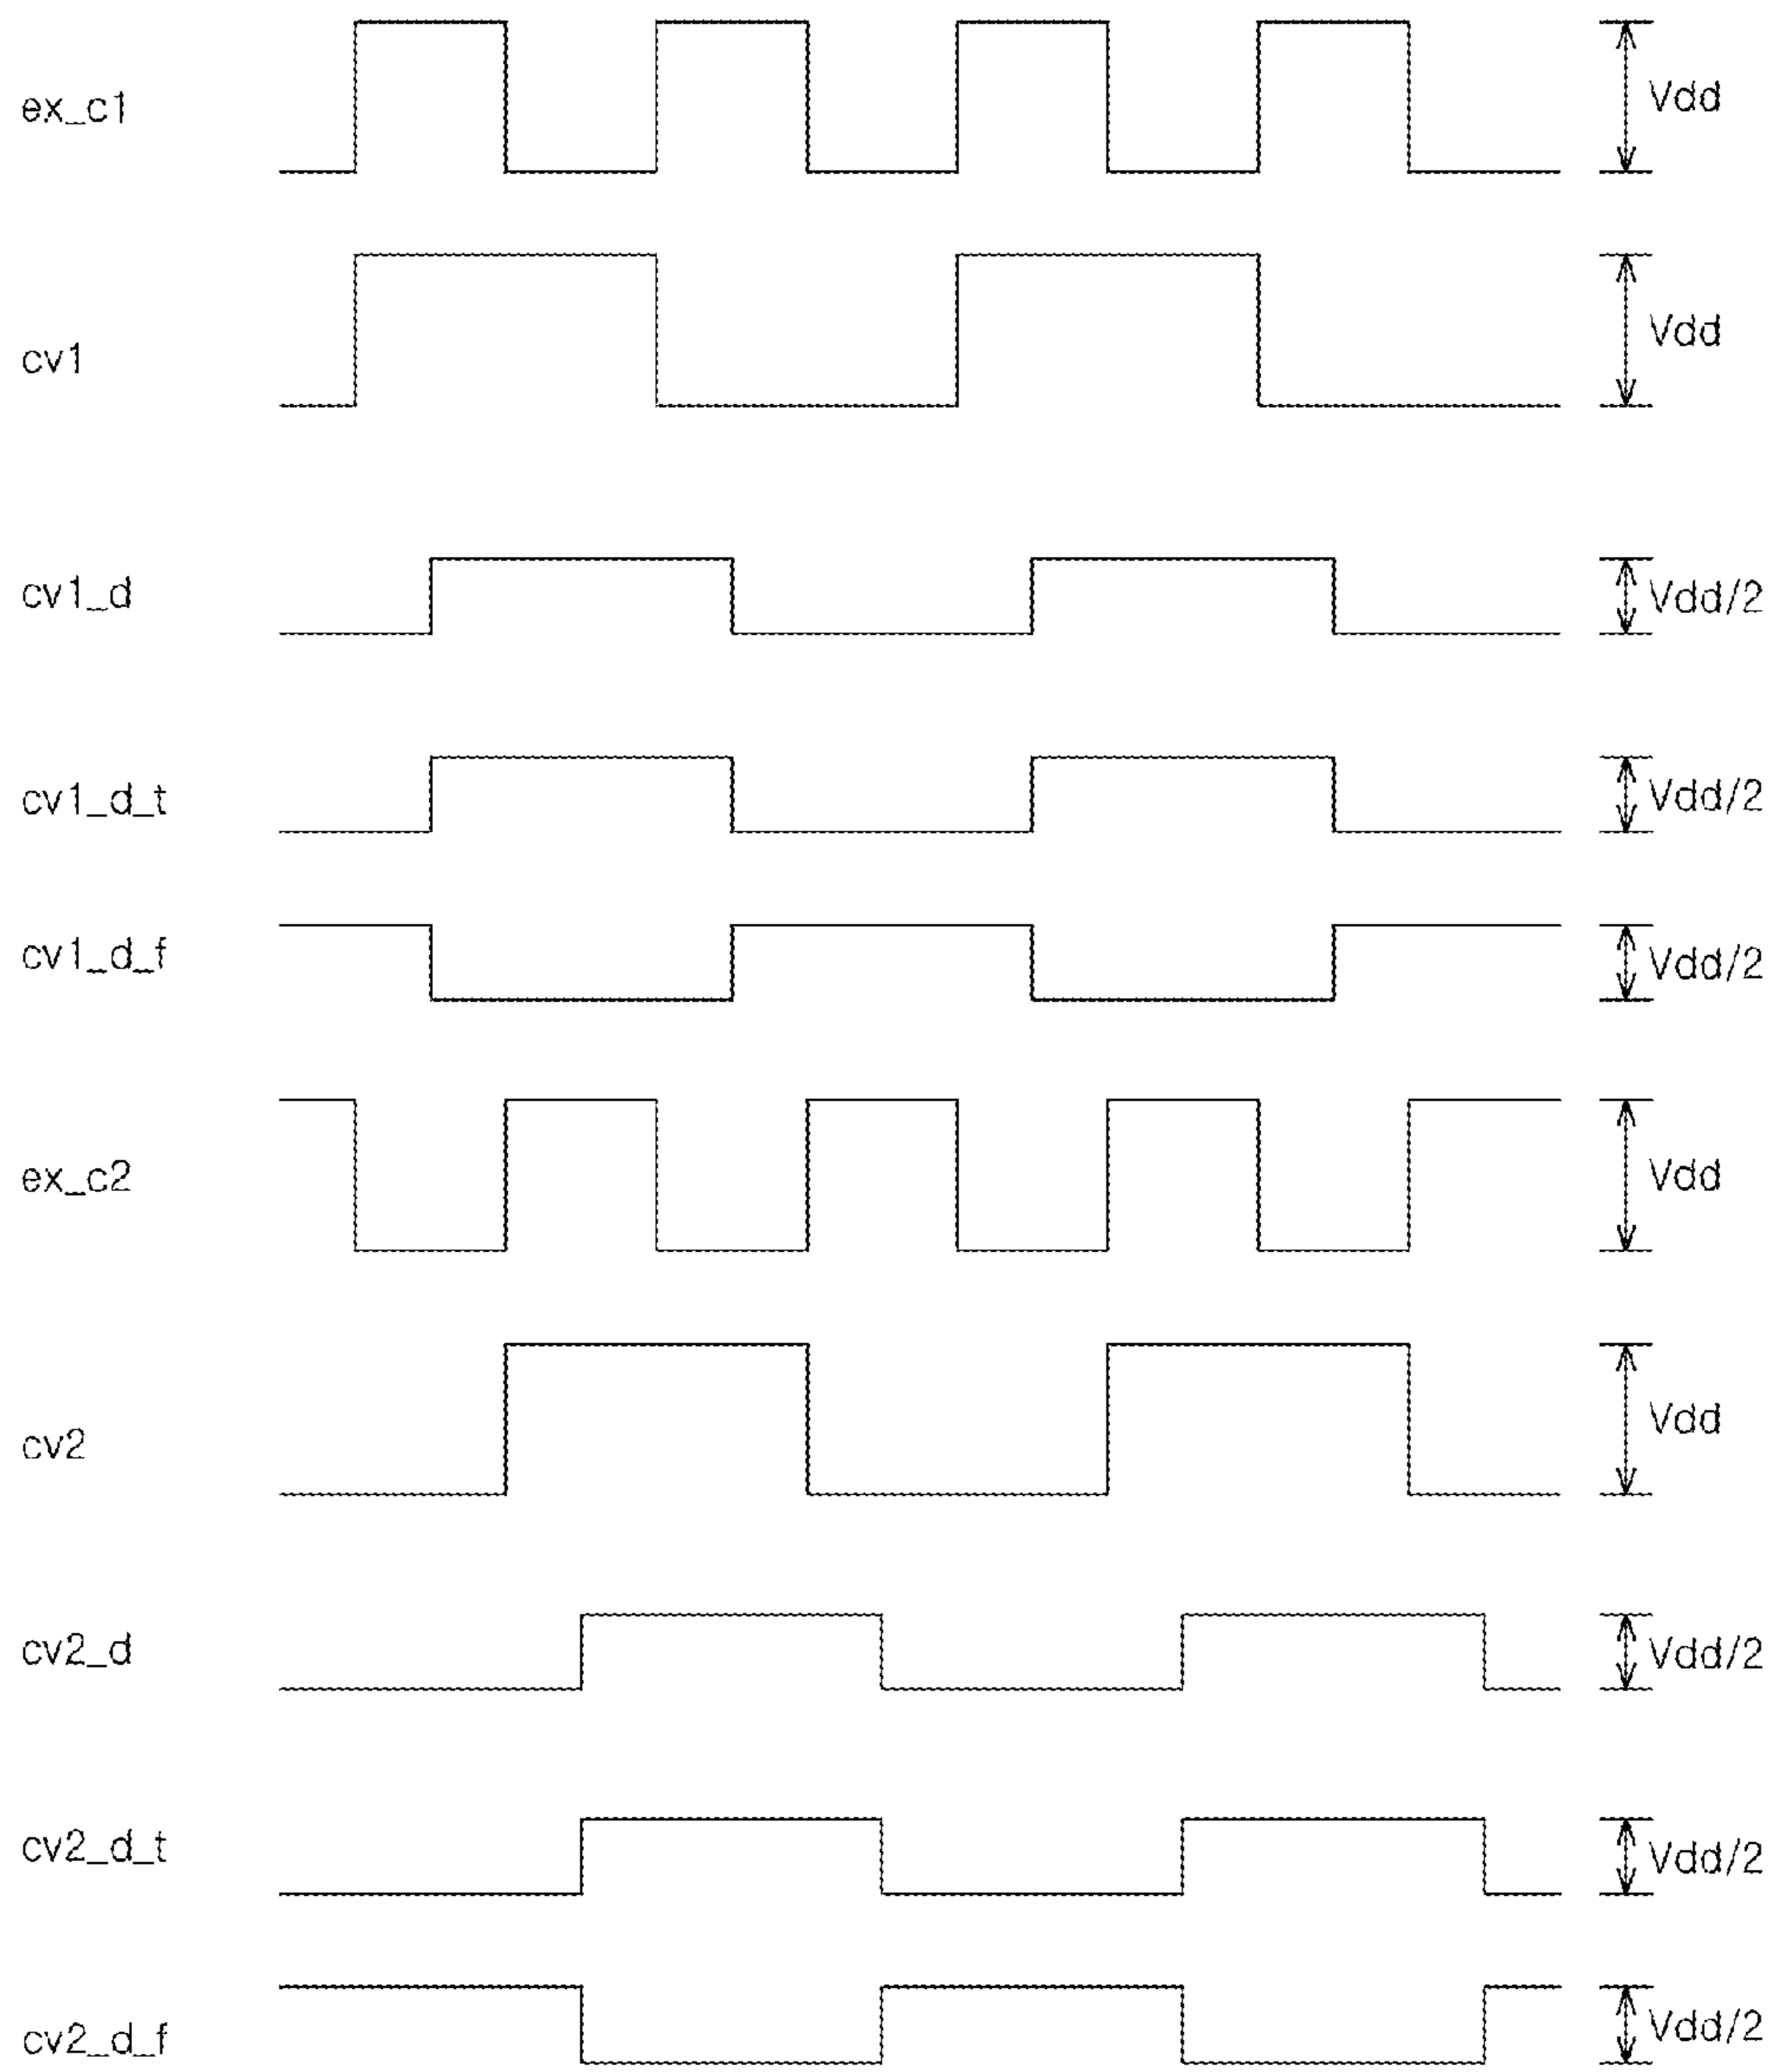 ex_c1 Vdd
cv1 Vdd
cv1_d Vdd/2
cv1_d_t Vdd/2
cv1_d_f Vdd/2
ex_c2 Vdd
cv2 Vdd
cv2_d Vdd/2
cv2_d_t Vdd/2
cv2_d_f Vdd/2